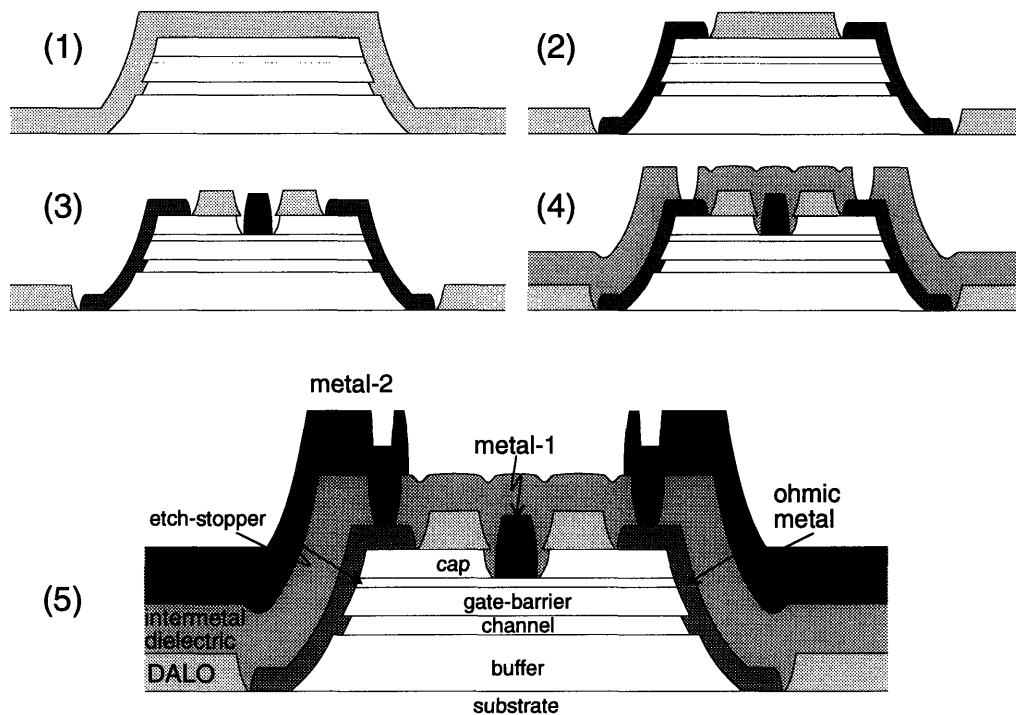 (1)
(2)
(3)
(4)
metal-2
metal-1
etch-stopper
ohmic
metal
cap
(5)
gate-barrier
intermetal
dielectric
channel
DALO
buffer
substrate